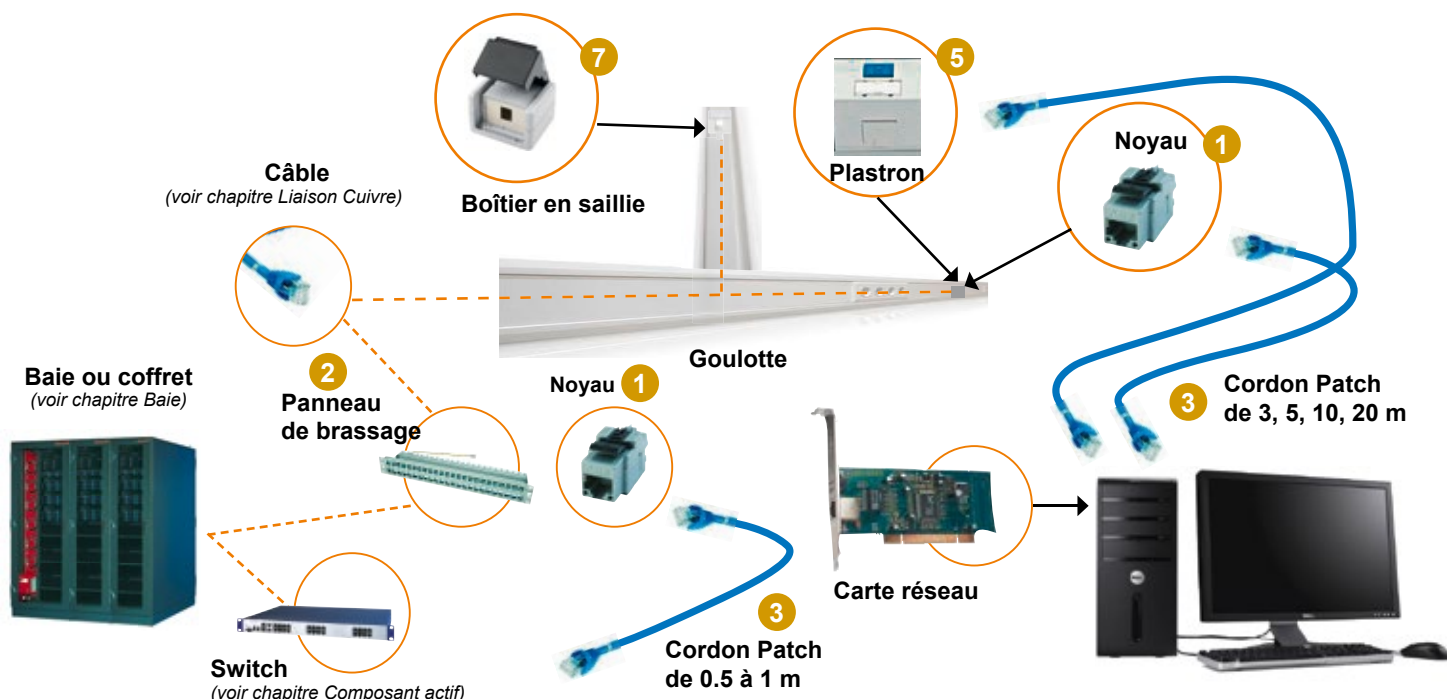 7
Boîtier en saillie
5
Plastron
Noyau
1
Câble
(voir chapitre Liaison Cuivre)
Goulotte
Baie ou coffret
(voir chapitre Baie)
2
Panneau
de brassage
Noyau 1
3
Cordon Patch
de 3, 5, 10, 20 m
Carte réseau
3
Cordon Patch
de 0.5 à 1 m
Switch
(voir chapitre Composant actif)
DELL